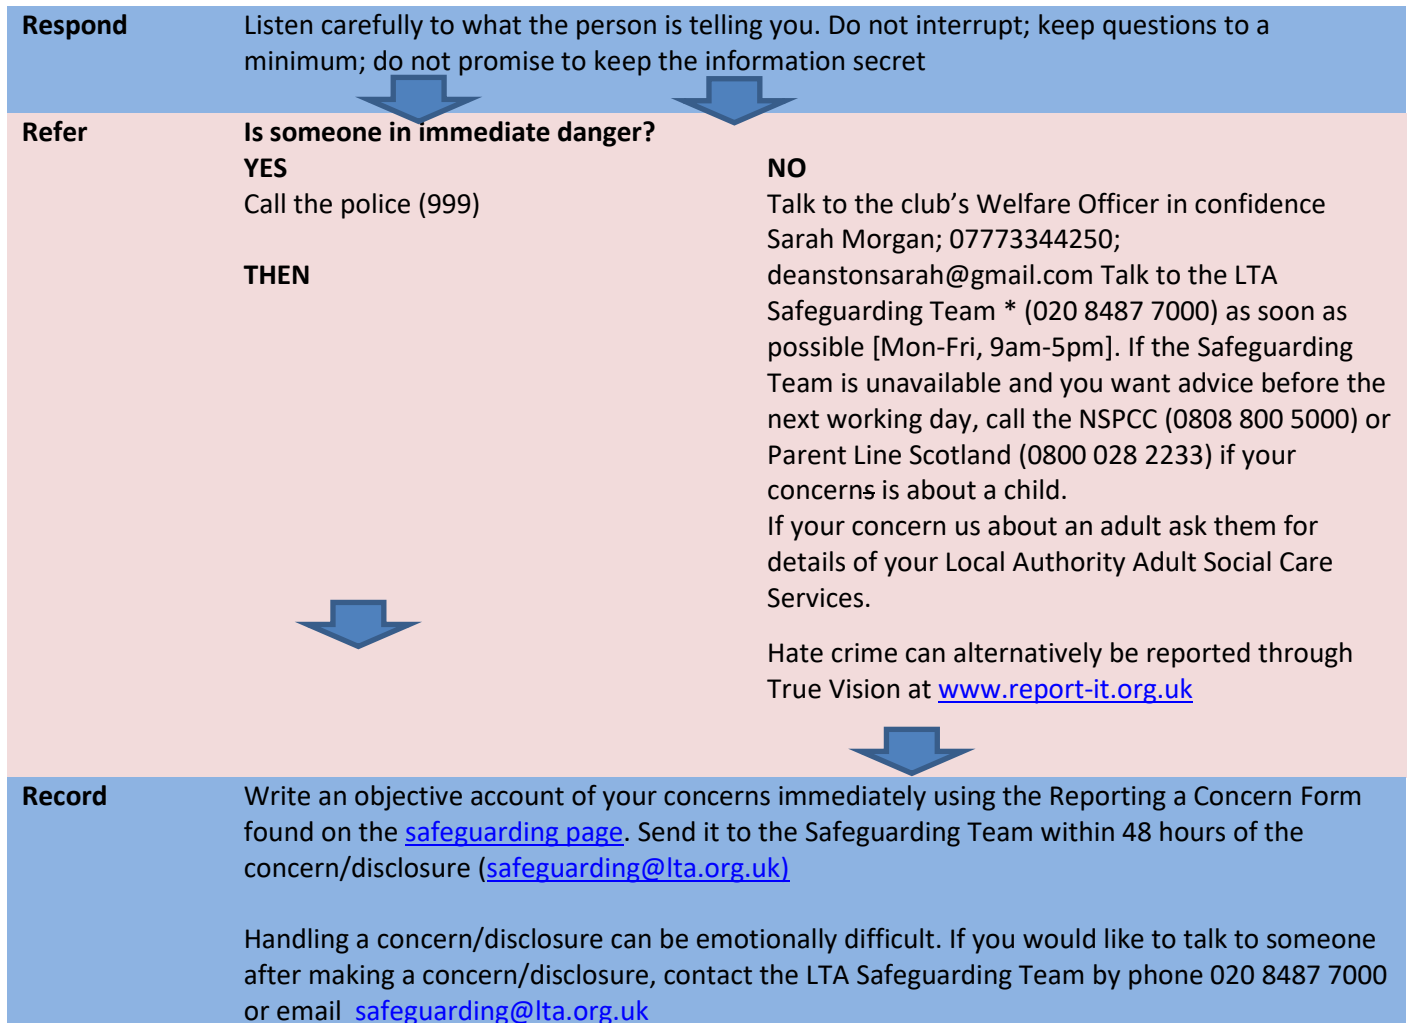 Respond
Listen carefully to what the person is telling you. Do not interrupt; keep questions to a
minimum; do not promise to keep the information secret
Refer
Is someone in immediate danger?
YES
Call the police (999)
THEN
NO
Talk to the club’s Welfare Officer in confidence
Sarah Morgan; 07773344250;
deanstonsarah@gmail.com Talk to the LTA
Safeguarding Team * (020 8487 7000) as soon as
possible [Mon-Fri, 9am-5pm]. If the Safeguarding
Team is unavailable and you want advice before the
next working day, call the NSPCC (0808 800 5000) or
Parent Line Scotland (0800 028 2233) if your
concerns is about a child.
If your concern us about an adult ask them for
details of your Local Authority Adult Social Care
Services.
Hate crime can alternatively be reported through
True Vision at www.report-it.org.uk
Record
Write an objective account of your concerns immediately using the Reporting a Concern Form
found on the safeguarding page. Send it to the Safeguarding Team within 48 hours of the
concern/disclosure (safeguarding@lta.org.uk)
Handling a concern/disclosure can be emotionally difficult. If you would like to talk to someone
after making a concern/disclosure, contact the LTA Safeguarding Team by phone 020 8487 7000
or email  safeguarding@lta.org.uk